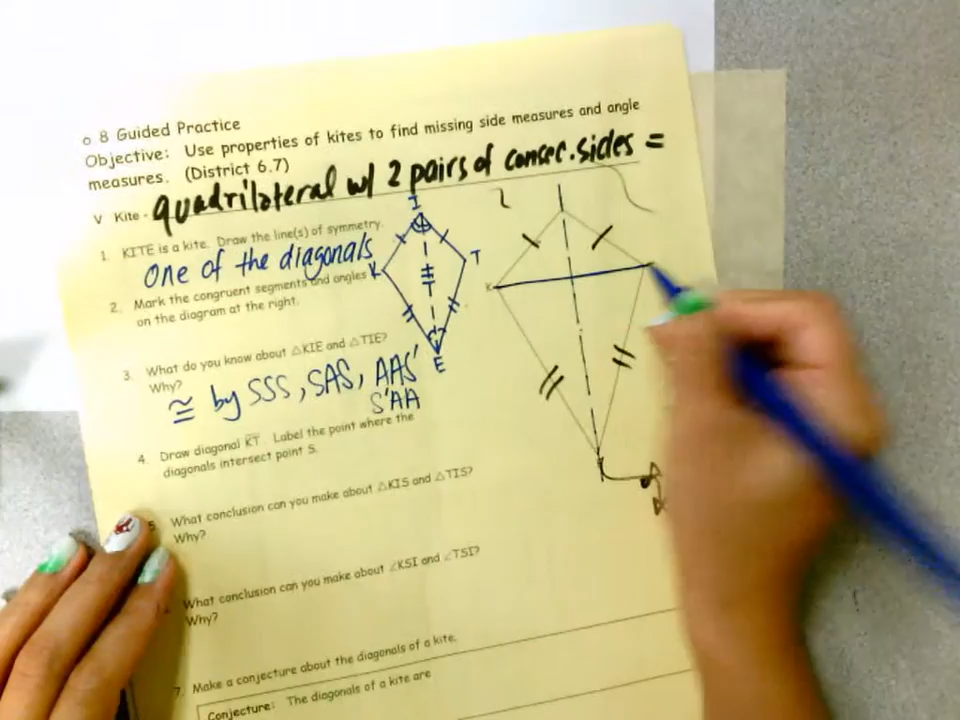 o 8 Guided Practice
Objective: Use properties of kites to find missing side measures and angle
measures. (District 6.7)
V Kite - quadrilateral w/ 2 pairs of consec. sides =
1. KITE is a kite. Draw the line(s) of symmetry.
One of the diagonals
2. Mark the congruent segments and angles
on the diagram at the right.
I
K
T
E
K
3. What do you know about △KIE and △TIE?
Why?
≅ by SSS, SAS, AAS'
S'AA
4. Draw diagonal KT. Label the point where the
diagonals intersect point S.
5. What conclusion can you make about △KIS and △TIS?
Why?
What conclusion can you make about ∠KSI and ∠TSI?
Why?
7. Make a conjecture about the diagonals of a kite.
Conjecture: The diagonals of a kite are